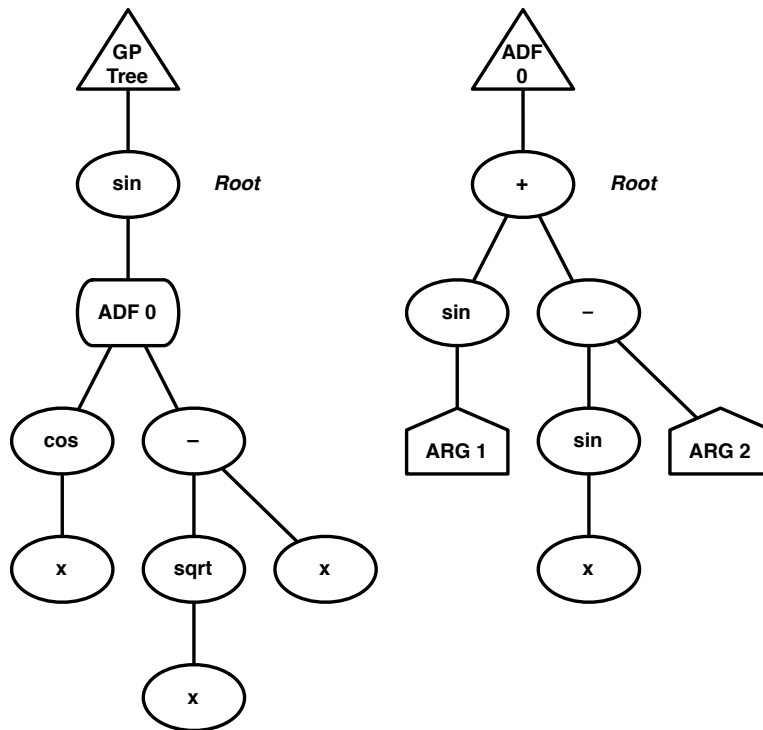 GP
Tree
sin
Root
ADF 0
cos
–
x
sqrt
x
x
ADF
0
+
Root
sin
–
ARG 1
sin
ARG 2
x